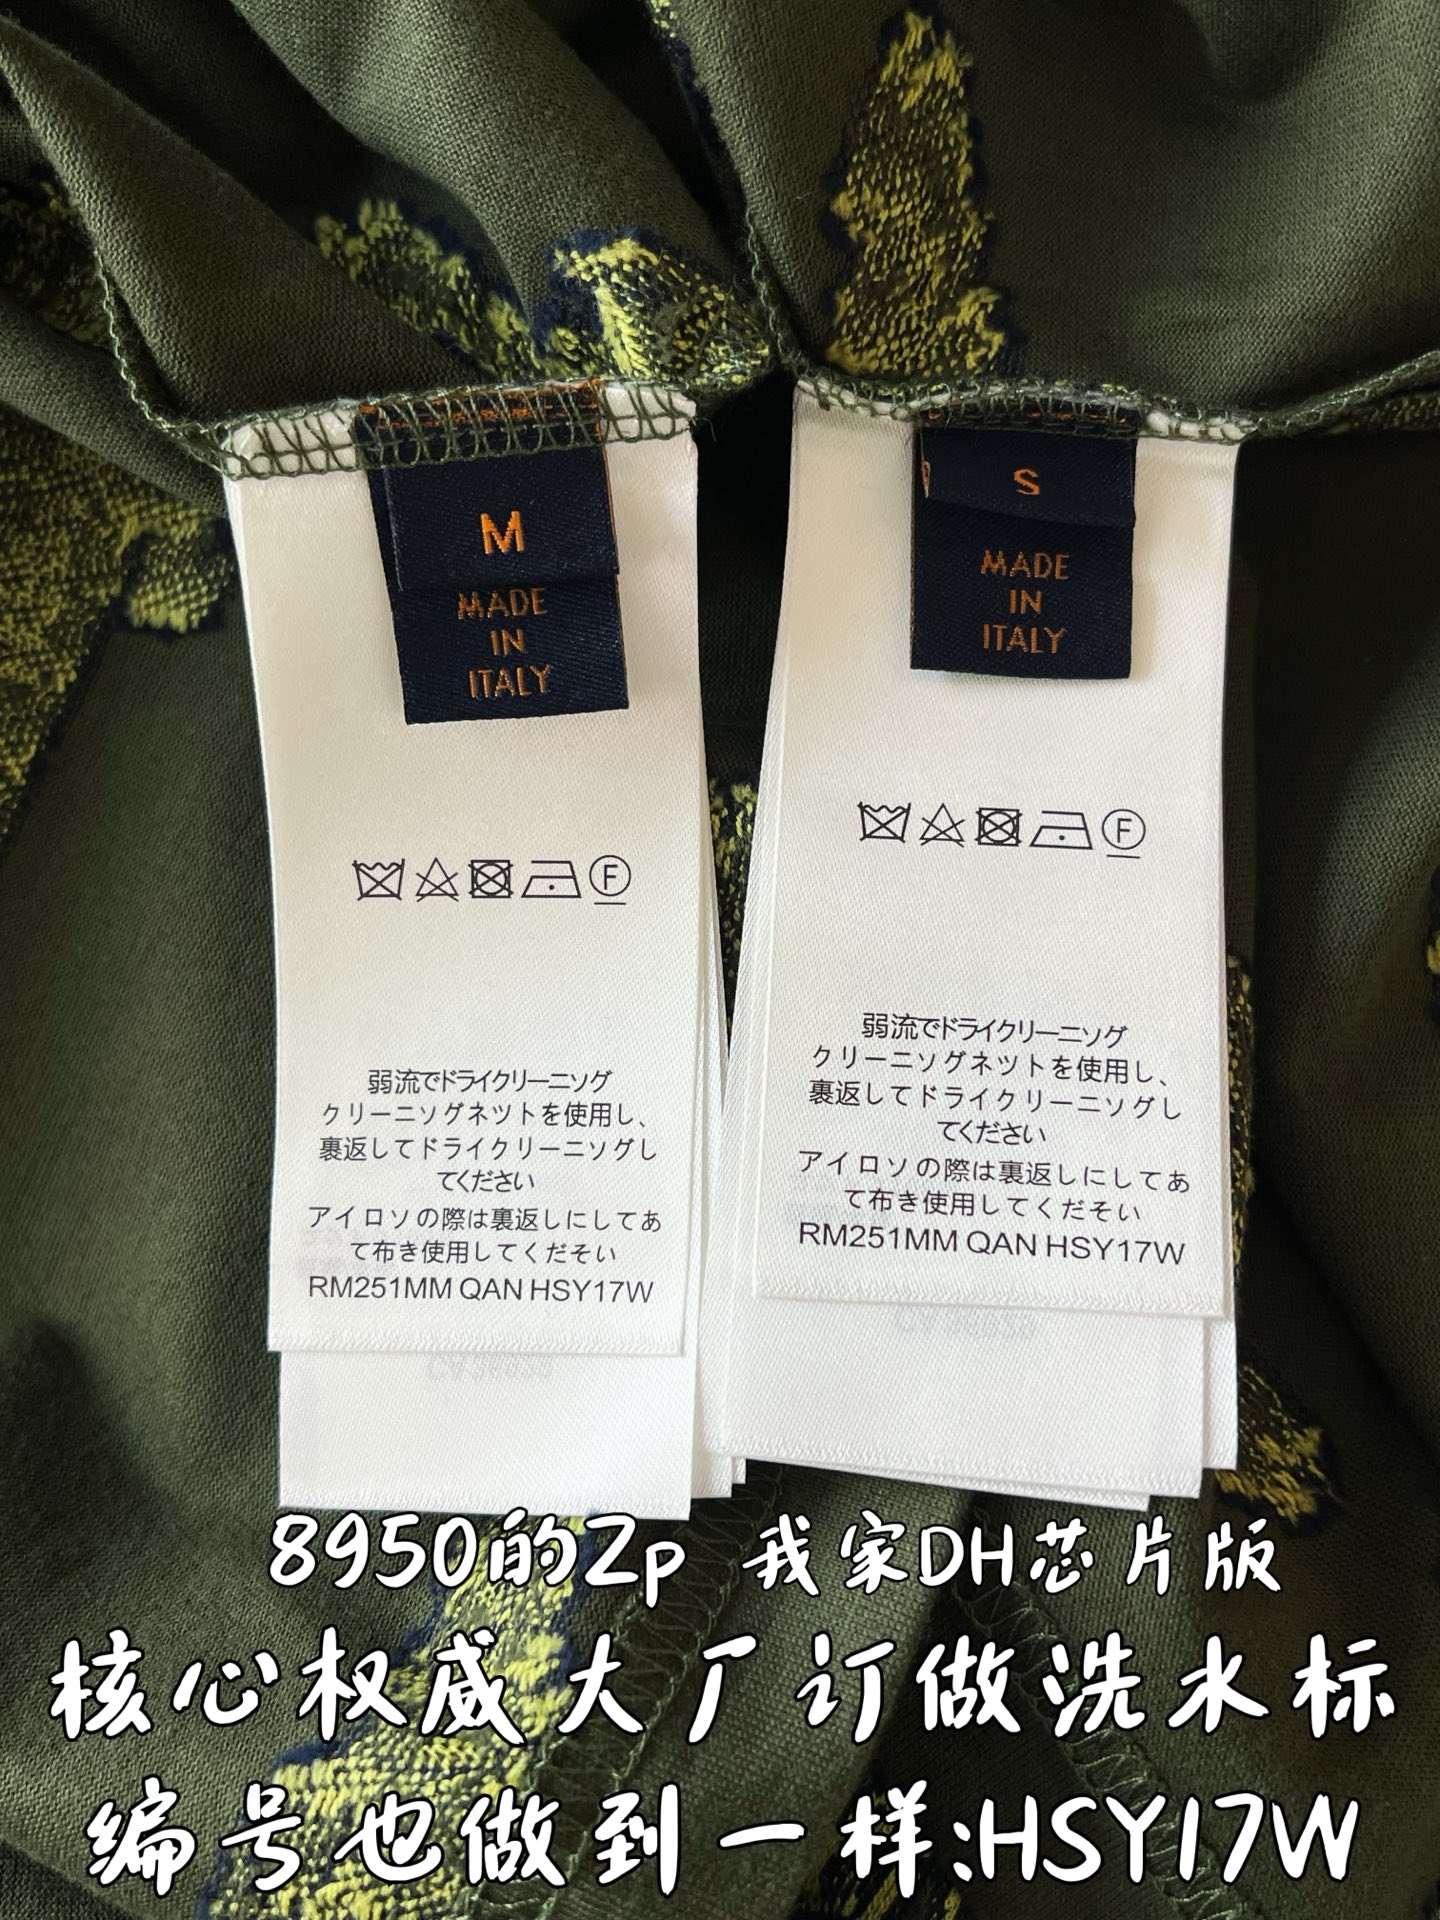 M
MADE
IN
ITALY
弱流でドライクリーニソグ
クリーニソグネツトを使用し、
裏返してドライクリーニソグし
てください
アイロソの際は裏返しにしてあ
て布き使用してくだそい
RM251MM QAN HSY17W
S
MADE
IN
ITALY
弱流でドライクリーニソグ
クリーニソグネツトを使用し、
裏返してドライクリーニソグし
てください
アイロソの際は裏返しにしてあ
て布き使用してくだそい
RM251MM QAN HSY17W
8950的Zp 我家DH芯片版
核心权威大厂订做洗水标
编号也做到一样:HSY17W